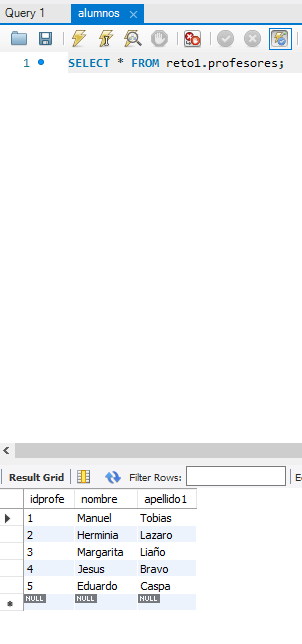 Query 1 alumnos
1 SELECT * FROM reto1.profesores;
Result Grid Filter Rows:
idprofe nombre apellido1
1 Manuel Tobias
2 Herminia Lazaro
3 Margarita Liaño
4 Jesus Bravo
5 Eduardo Caspa
NULL NULL NULL